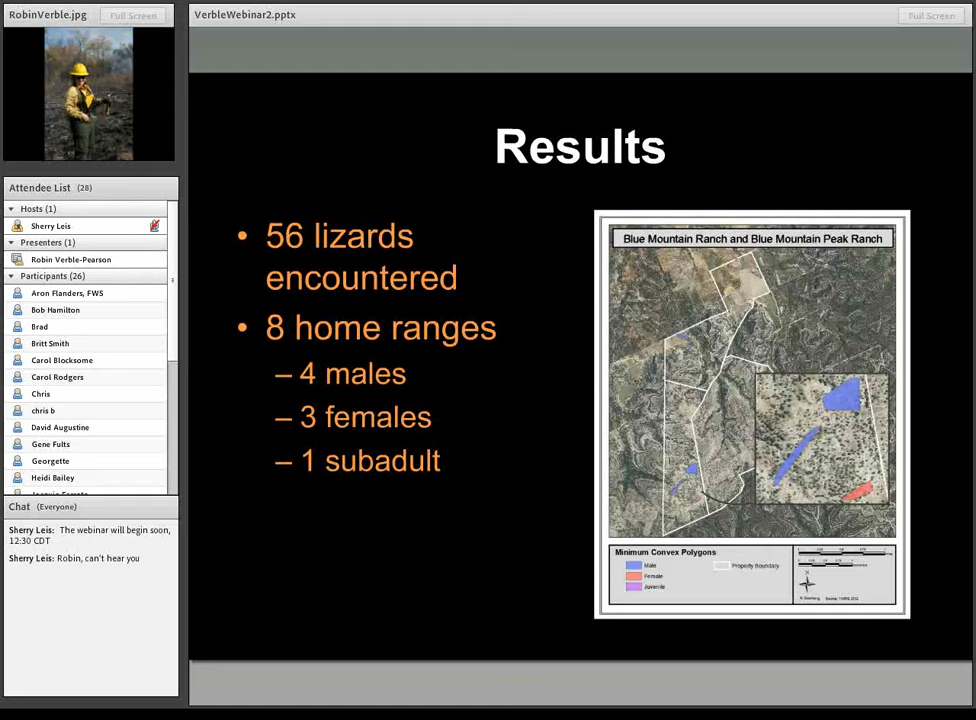 RobinVerble.jpg
Full Screen
VerbleWebinar2.pptx
Full Screen
Attendee List (28)
Hosts (1)
Sherry Leis
Presenters (1)
Robin Verble-Pearson
Participants (26)
Aron Flanders, FWS
Bob Hamilton
Brad
Britt Smith
Carol Blocksome
Carol Rodgers
Chris
chris b
David Augustine
Gene Fults
Georgette
Heidi Bailey
Chat (Everyone)
Sherry Leis: The webinar will begin soon,
12:30 CDT
Sherry Leis: Robin, can't hear you
Results
• 56 lizards
encountered
• 8 home ranges
– 4 males
– 3 females
– 1 subadult
Blue Mountain Ranch and Blue Mountain Peak Ranch
Minimum Convex Polygons
Male
Female
Juvenile
Property Boundary